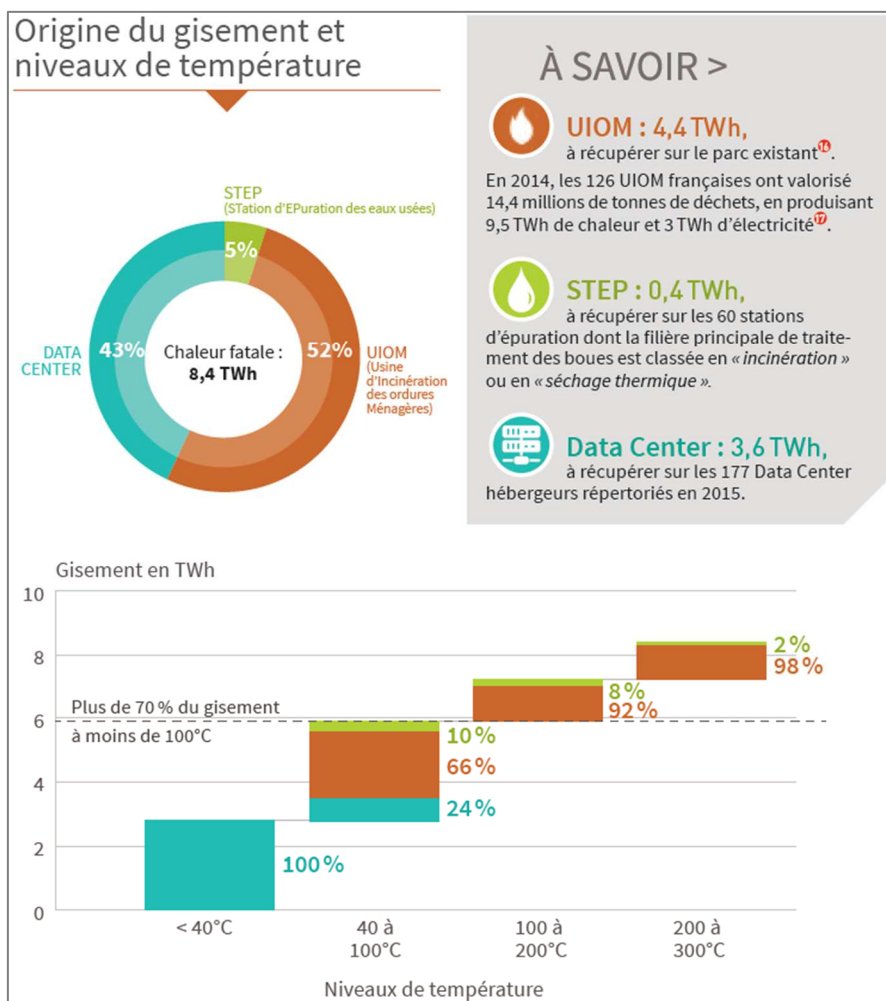 Origine du gisement et
niveaux de température
STEP
(STation d'EPuration des eaux usées)
5%
DATA
CENTER
43%
Chaleur fatale :
8,4 TWh
52%
UIOM
(Usine
d'Incinération
des ordures
Ménagères)
À SAVOIR >
UIOM : 4,4 TWh,
à récupérer sur le parc existant16.
En 2014, les 126 UIOM françaises ont valorisé
14,4 millions de tonnes de déchets, en produisant
9,5 TWh de chaleur et 3 TWh d'électricité17.
STEP : 0,4 TWh,
à récupérer sur les 60 stations
d'épuration dont la filière principale de traite-
ment des boues est classée en « incinération »
ou en « séchage thermique ».
Data Center : 3,6 TWh,
à récupérer sur les 177 Data Center
hébergeurs répertoriés en 2015.
Gisement en TWh
10
8
6
4
2
0
Plus de 70 % du gisement
à moins de 100°C
100 %
10 %
66 %
24 %
8 %
92 %
2 %
98 %
< 40°C
40 à
100°C
100 à
200°C
200 à
300°C
Niveaux de température